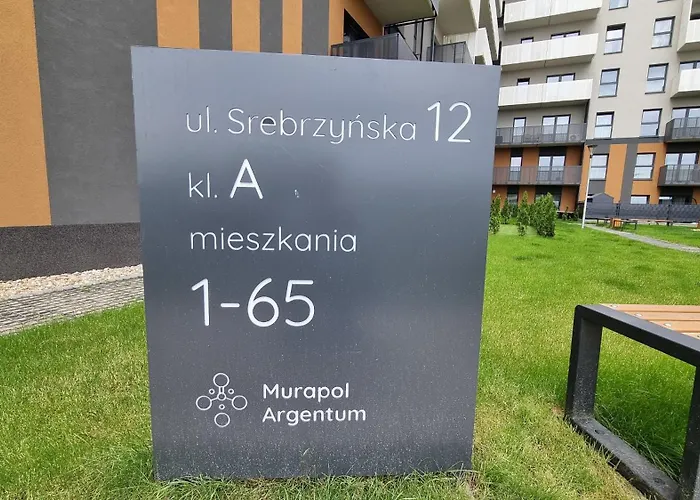 ul. Srebrzyńska 12
kl. A
mieszkania
1-65
Murapol
Argentum